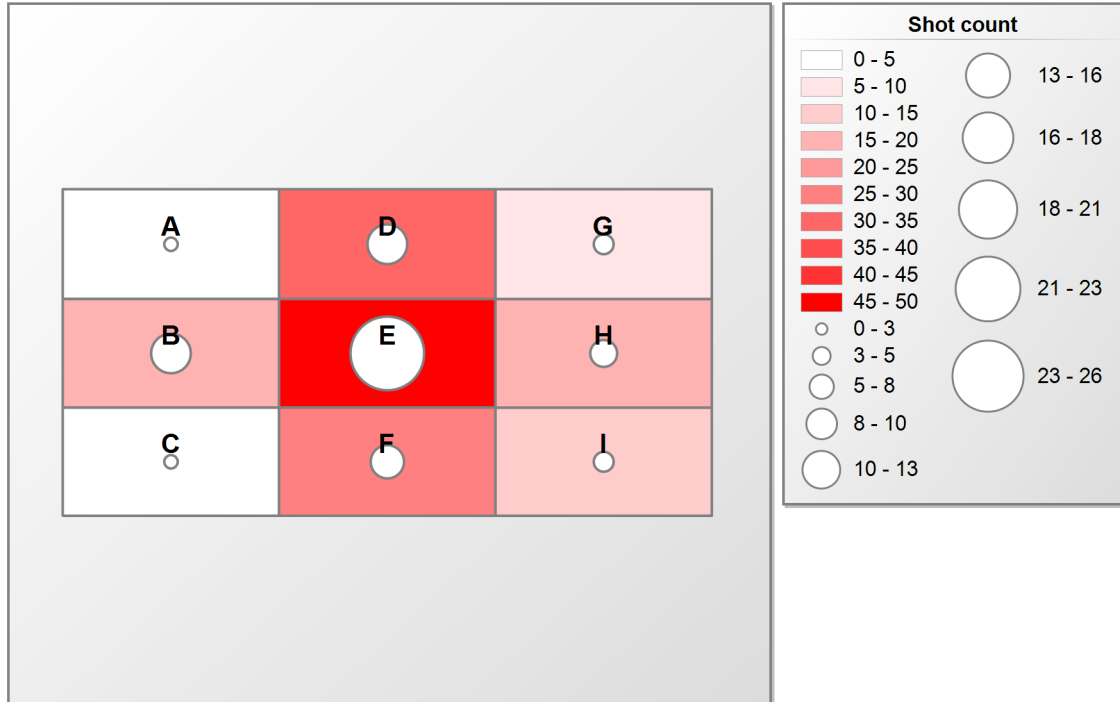 A D G
B E H
C F I
Shot count
0 - 5
5 - 10
10 - 15
15 - 20
20 - 25
25 - 30
30 - 35
35 - 40
40 - 45
45 - 50
0 - 3
3 - 5
5 - 8
8 - 10
10 - 13
13 - 16
16 - 18
18 - 21
21 - 23
23 - 26